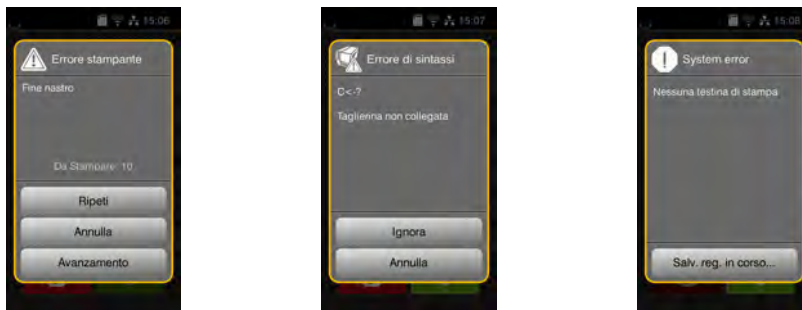 15:06
Errore stampante
Fine nastro
Da Stampare: 10
Ripeti
Annulla
Avanzamento
15:07
Errore di sintassi
C<-?
Taglierina non collegata
Ignora
Annulla
15:08
System error
Nessuna testina di stampa
Salv. reg. in corso...